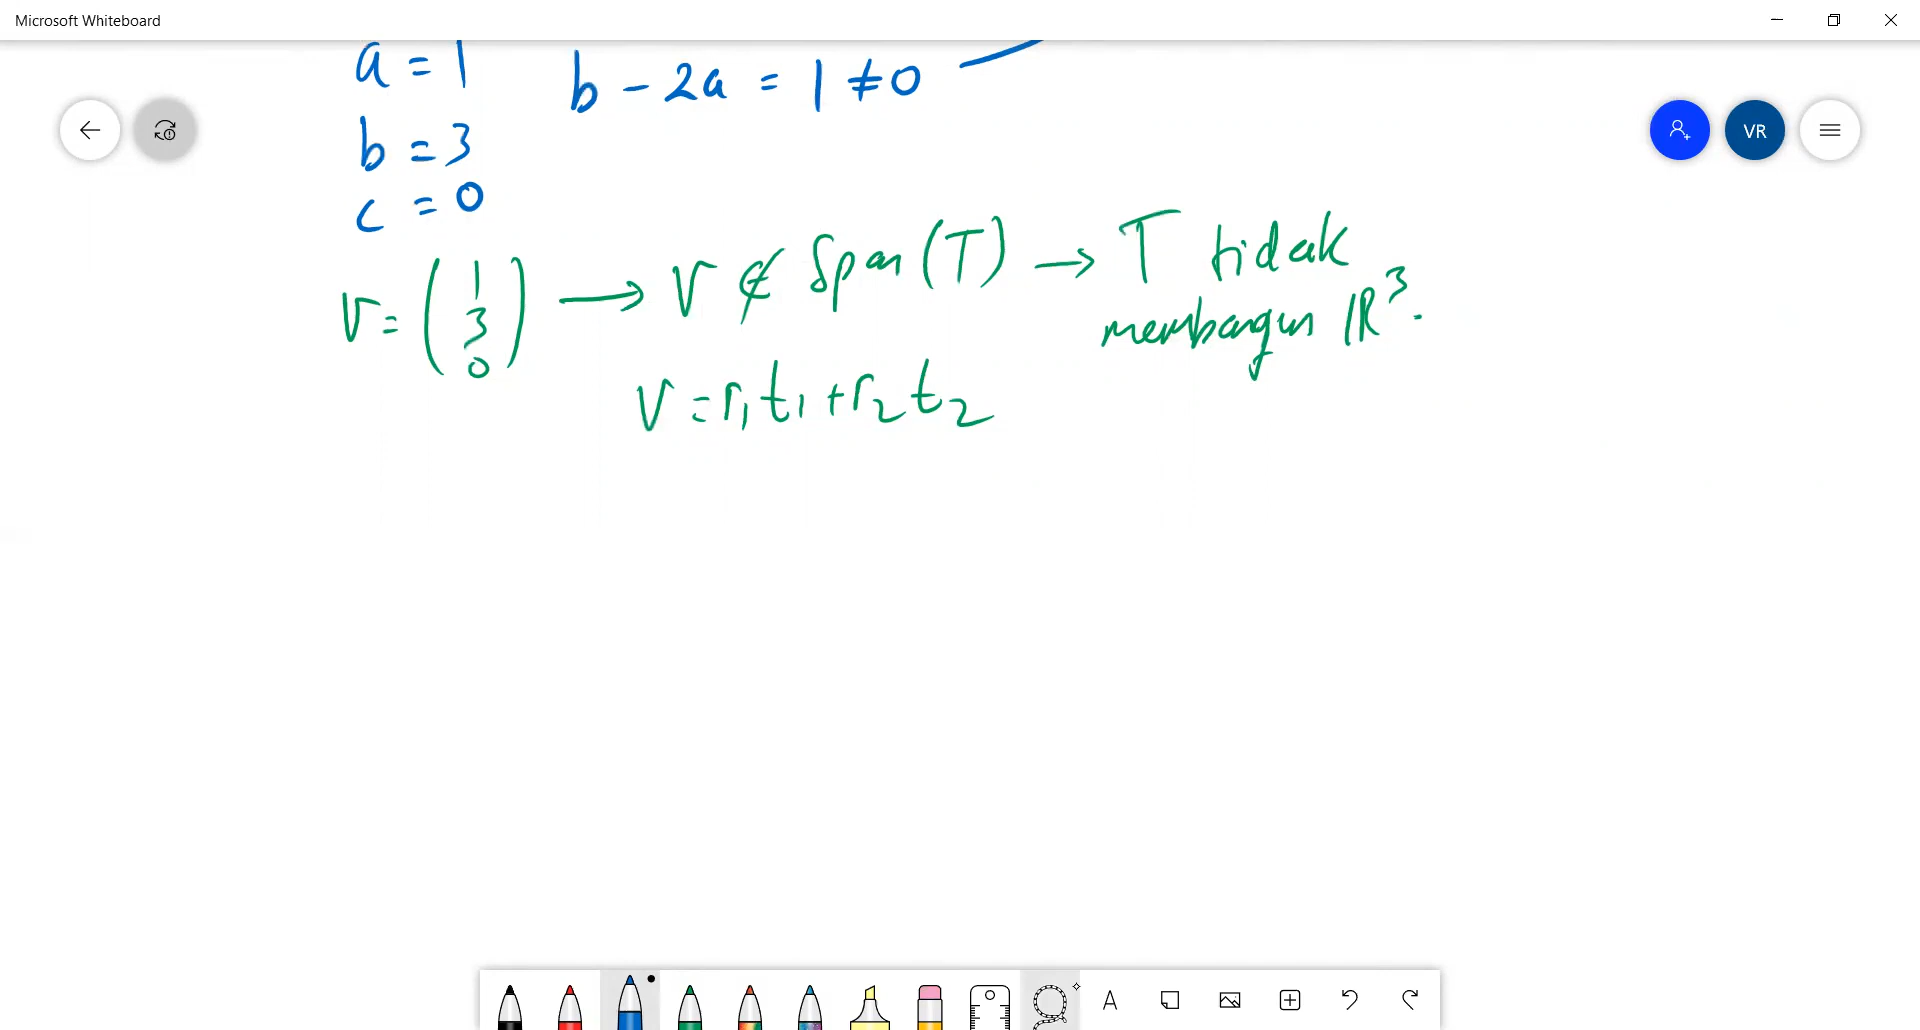 Microsoft Whiteboard
a = 1
b - 2a = 1 ≠ 0
b = 3
c = 0
VR
V = (1 3 0) → V ∉ Span (T) → T tidak
membangun ℝ³.
V = r₁t₁ + r₂t₂
A